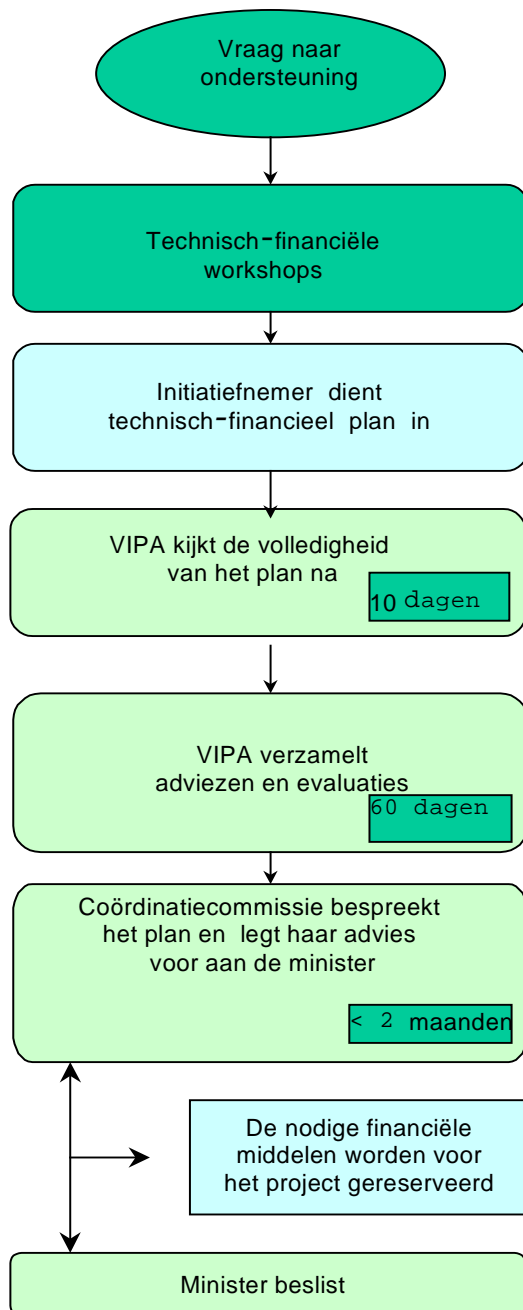 Vraag naar
ondersteuning
Technisch-financiële
workshops
Initiatiefnemer dient
technisch-financieel plan in
VIPA kijkt de volledigheid
van het plan na
10 dagen
VIPA verzamelt
adviezen en evaluaties
60 dagen
Coördinatiecommissie bespreekt
het plan en legt haar advies
voor aan de minister
< 2 maanden
De nodige financiële
middelen worden voor
het project gereserveerd
Minister beslist